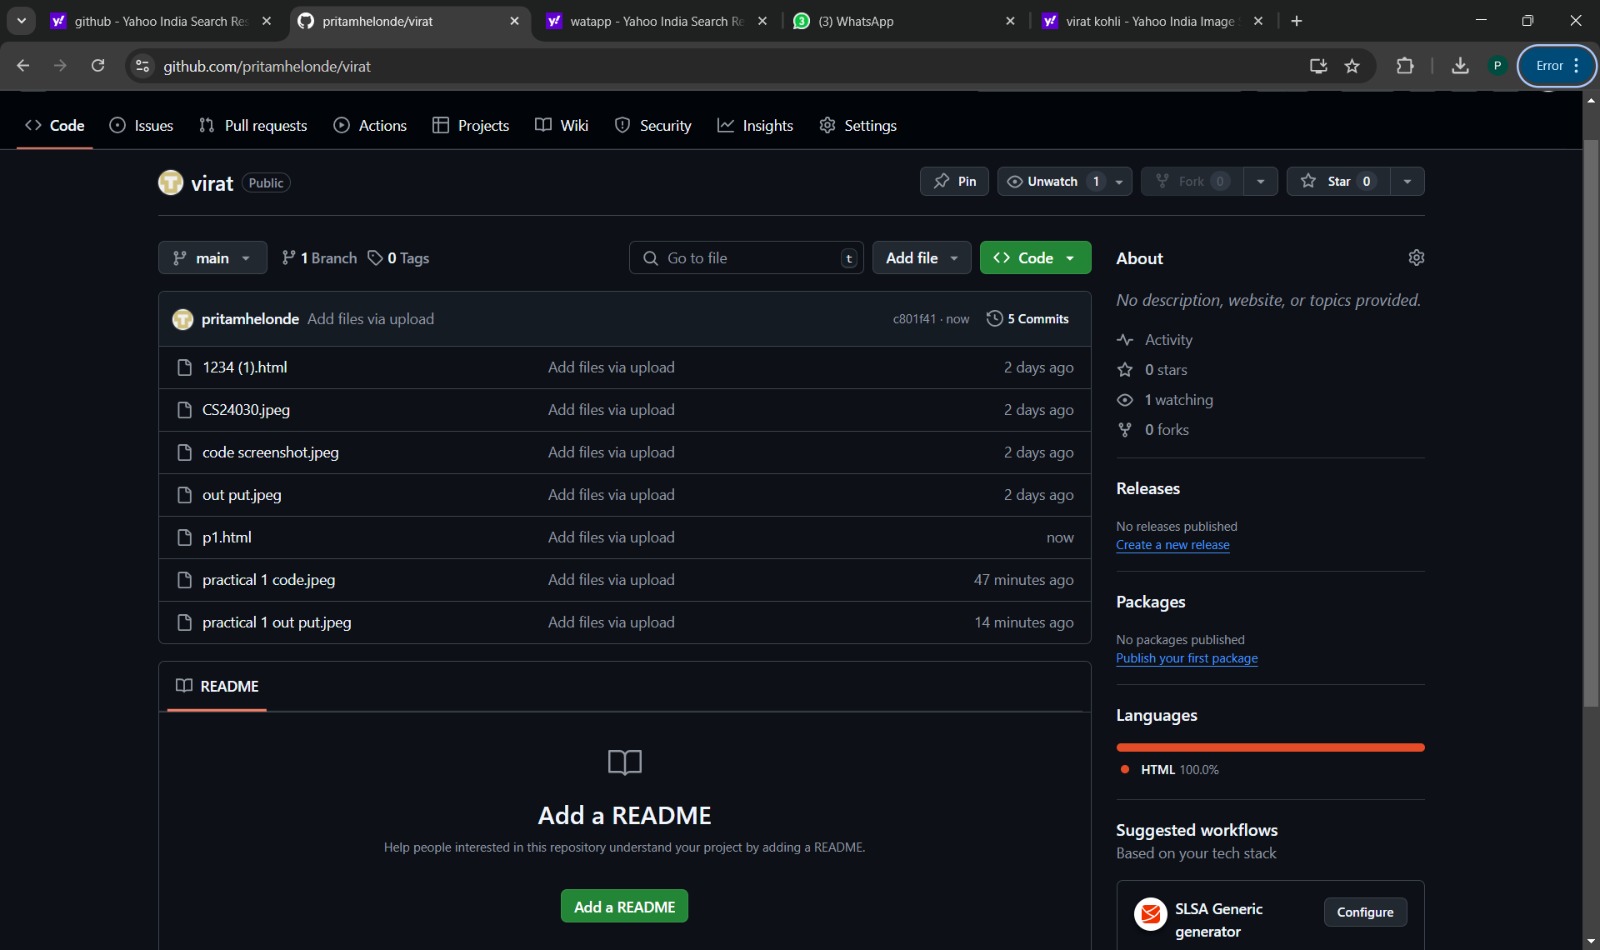 github - Yahoo India Search Res
pritamhelonde/virat
watapp - Yahoo India Search Re
(3) WhatsApp
virat kohli - Yahoo India Image
github.com/pritamhelonde/virat
P
Error
Code
Issues
Pull requests
Actions
Projects
Wiki
Security
Insights
Settings
virat Public
Pin
Unwatch 1
Fork 0
Star 0
main
1 Branch
0 Tags
Go to file
t
Add file
Code
pritamhelonde Add files via upload
c801f41 · now
5 Commits
1234 (1).html Add files via upload 2 days ago
CS24030.jpeg Add files via upload 2 days ago
code screenshot.jpeg Add files via upload 2 days ago
out put.jpeg Add files via upload 2 days ago
p1.html Add files via upload now
practical 1 code.jpeg Add files via upload 47 minutes ago
practical 1 out put.jpeg Add files via upload 14 minutes ago
README
Add a README
Help people interested in this repository understand your project by adding a README.
Add a README
About
No description, website, or topics provided.
Activity
0 stars
1 watching
0 forks
Releases
No releases published
Create a new release
Packages
No packages published
Publish your first package
Languages
HTML 100.0%
Suggested workflows
Based on your tech stack
SLSA Generic
generator
Configure